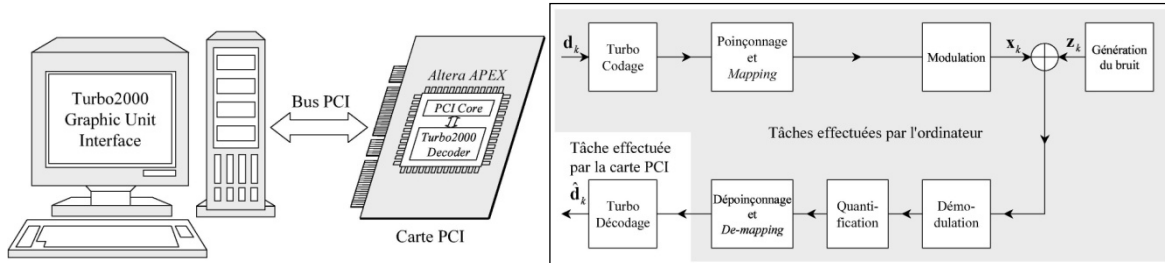 Turbo2000
Graphic Unit
Interface
Bus PCI
Altera APEX
PCI Core
Turbo2000
Decoder
Carte PCI
d_k
Turbo
Codage
Poinçonnage
et
Mapping
Modulation
x_k
z_k
Génération
du bruit
Tâches effectuées par l'ordinateur
Tâche effectuée
par la carte PCI
d̂_k
Turbo
Décodage
Dépoinçonnage
et
De-mapping
Quanti-
fication
Démo-
dulation